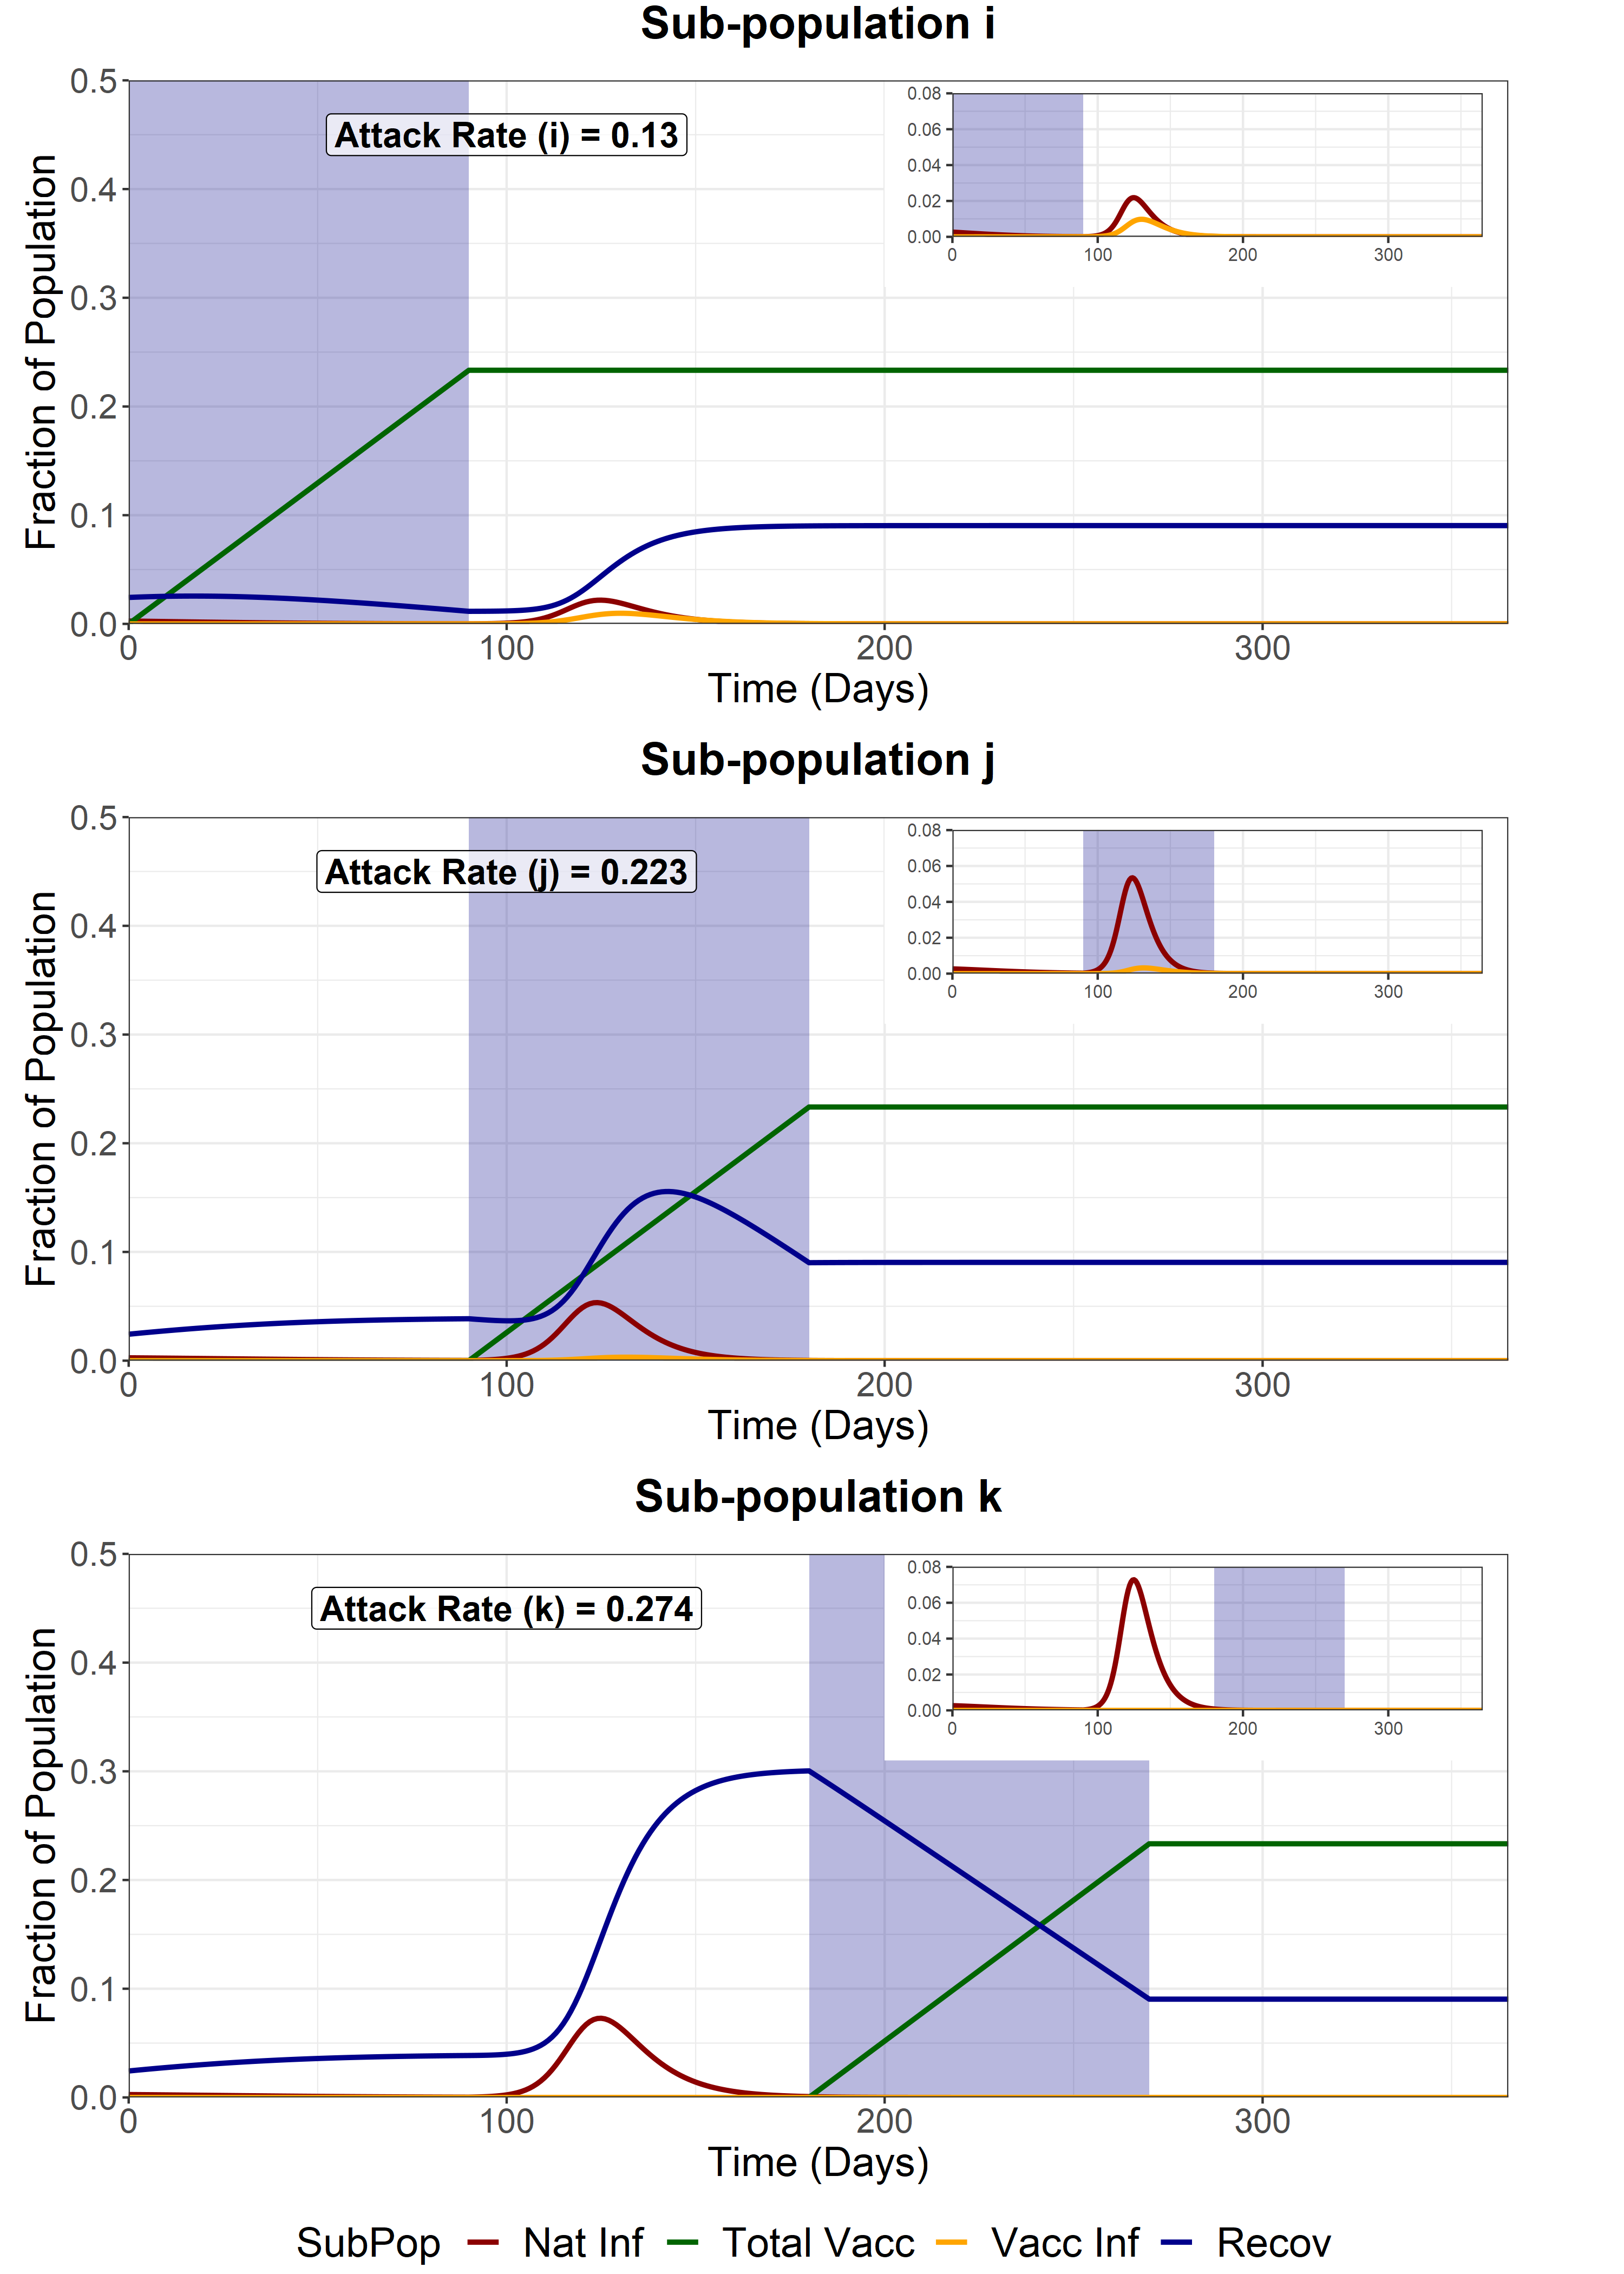 Sub-population i
Fraction of Population
0.5
0.4
0.3
0.2
0.1
0.0
Attack Rate (i) = 0.13
0.08
0.06
0.04
0.02
0.00
0 100 200 300
0 100 200 300
Time (Days)
Sub-population j
Fraction of Population
0.5
0.4
0.3
0.2
0.1
0.0
Attack Rate (j) = 0.223
0.08
0.06
0.04
0.02
0.00
0 100 200 300
0 100 200 300
Time (Days)
Sub-population k
Fraction of Population
0.5
0.4
0.3
0.2
0.1
0.0
Attack Rate (k) = 0.274
0.08
0.06
0.04
0.02
0.00
0 100 200 300
0 100 200 300
Time (Days)
SubPop Nat Inf Total Vacc Vacc Inf Recov